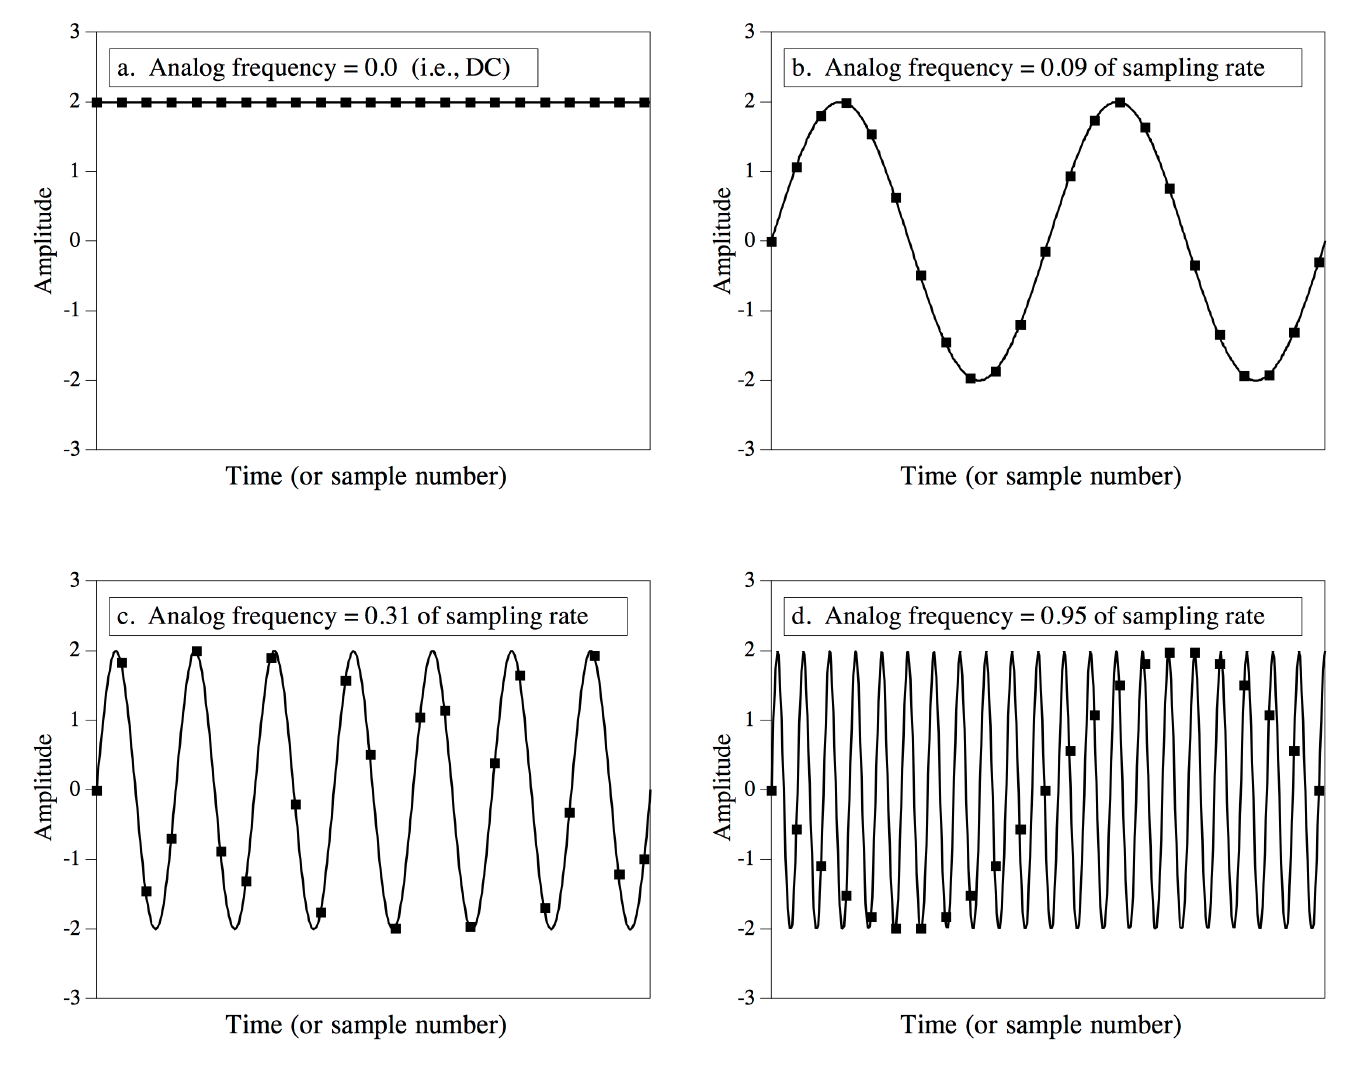 3
a. Analog frequency = 0.0 (i.e., DC)
2
1
0
-1
-2
-3
Amplitude
Time (or sample number)
3
b. Analog frequency = 0.09 of sampling rate
2
1
0
-1
-2
-3
Amplitude
Time (or sample number)
3
c. Analog frequency = 0.31 of sampling rate
2
1
0
-1
-2
-3
Amplitude
Time (or sample number)
3
d. Analog frequency = 0.95 of sampling rate
2
1
0
-1
-2
-3
Amplitude
Time (or sample number)